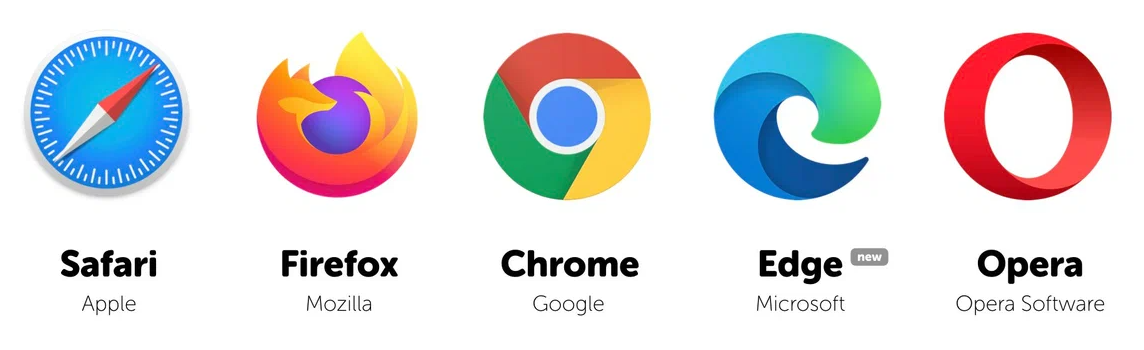 Safari
Apple
Firefox
Mozilla
Chrome
Google
Edge new
Microsoft
Opera
Opera Software